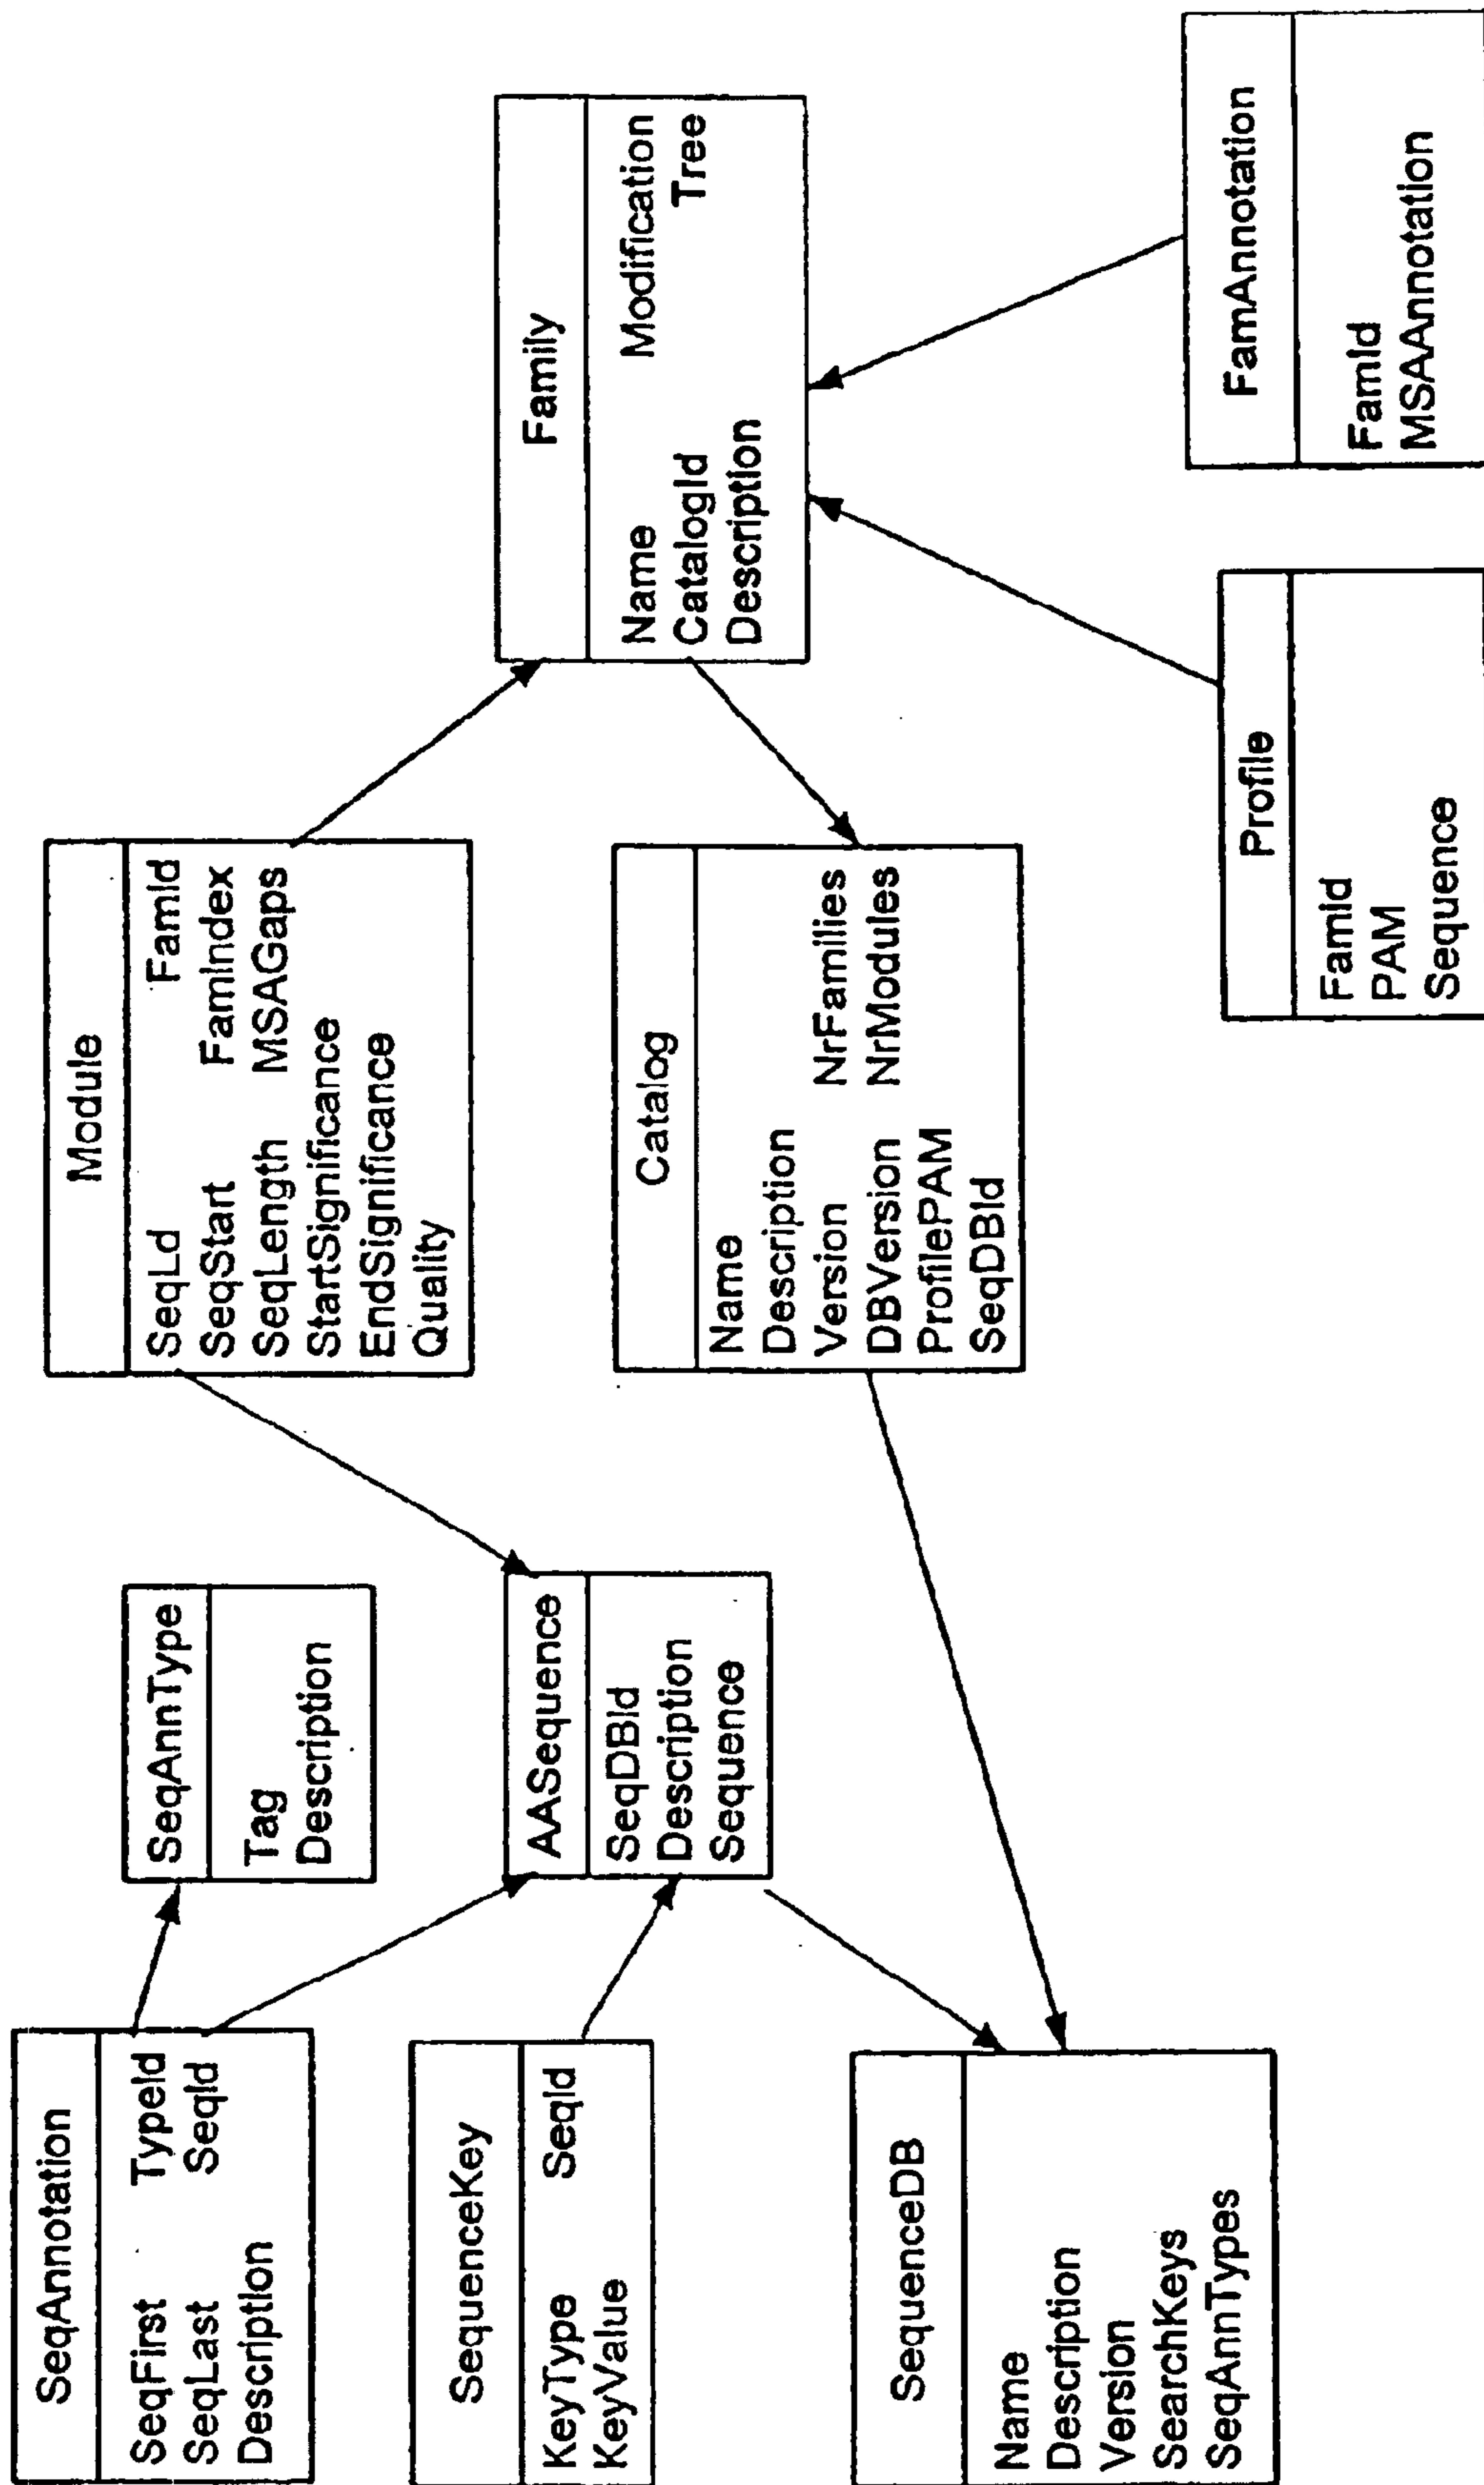 SeqAnnotation
SeqFirst TypeId
SeqLast SeqId
Description
SeqAnnType
Tag
Description
Module
SeqLd FamId
SeqStart FamIndex
SeqLength MSAGaps
StartSignificance
EndSignificance
Quality
SequenceKey
KeyType SeqId
KeyValue
AASequence
SeqDBId
Description
Sequence
Family
Name Modification
CatalogId Tree
Description
SequenceDB
Name
Description
Version
SearchKeys
SeqAnnTypes
Catalog
Name
Description
Version NrFamilies
DBVersion NrModules
ProfilePAM
SeqDBId
Profile
FamId
PAM
Sequence
FamAnnotation
FamId
MSAAnnotation